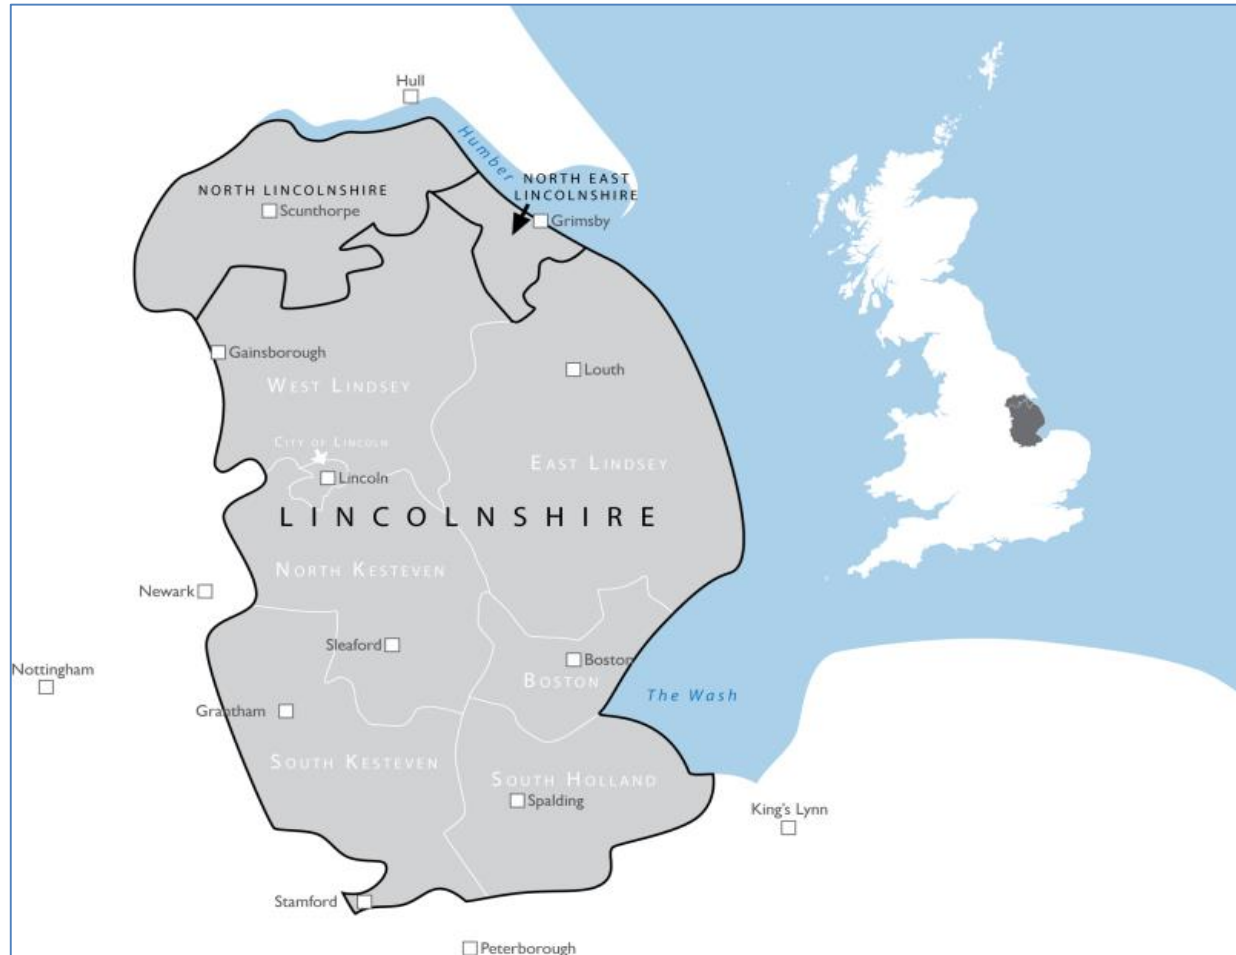 Hull
Humber
NORTH EAST
LINCOLNSHIRE
NORTH LINCOLNSHIRE
Scunthorpe
Grimsby
Gainsborough
Louth
WEST LINDSEY
CITY OF LINCOLN
EAST LINDSEY
Lincoln
LINCOLNSHIRE
NORTH KESTEVEN
Newark
Sleaford
Boston
Nottingham
BOSTON
The Wash
Grantham
SOUTH KESTEVEN
SOUTH HOLLAND
Spalding
King's Lynn
Stamford
Peterborough